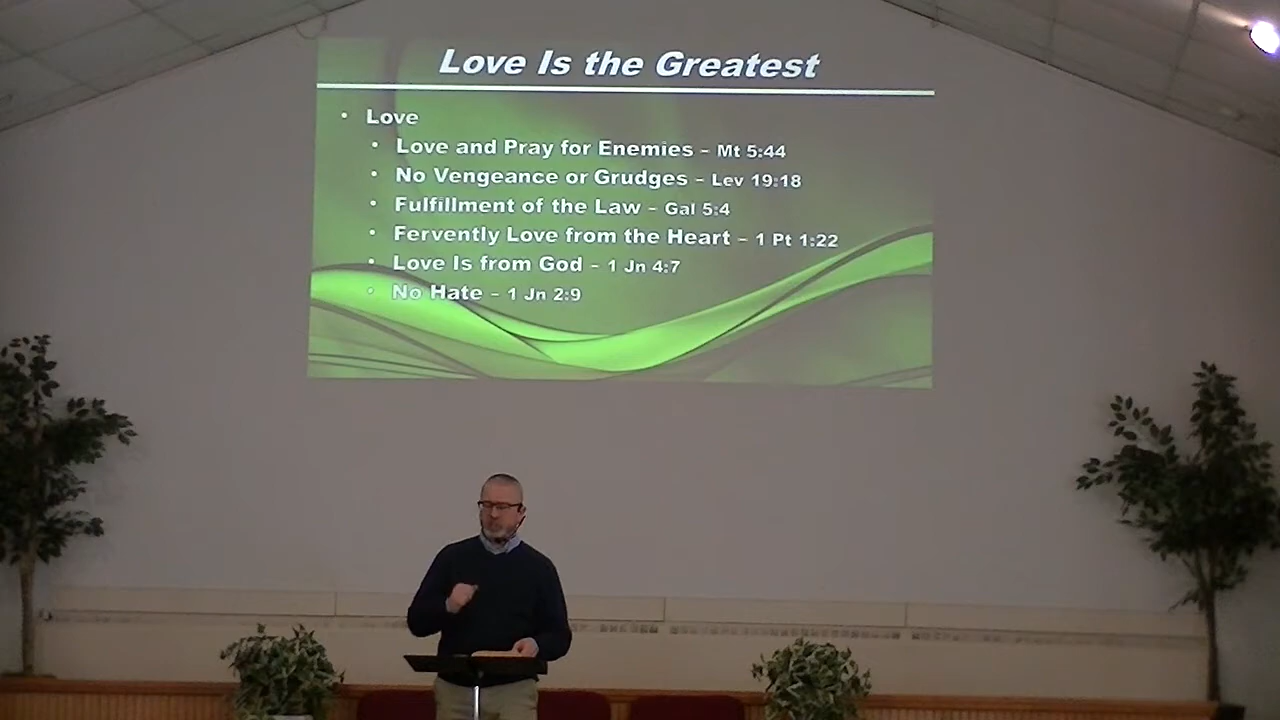 Love Is the Greatest
• Love
• Love and Pray for Enemies – Mt 5:44
• No Vengeance or Grudges – Lev 19:18
• Fulfillment of the Law – Gal 5:4
• Fervently Love from the Heart – 1 Pt 1:22
• Love Is from God – 1 Jn 4:7
• No Hate – 1 Jn 2:9